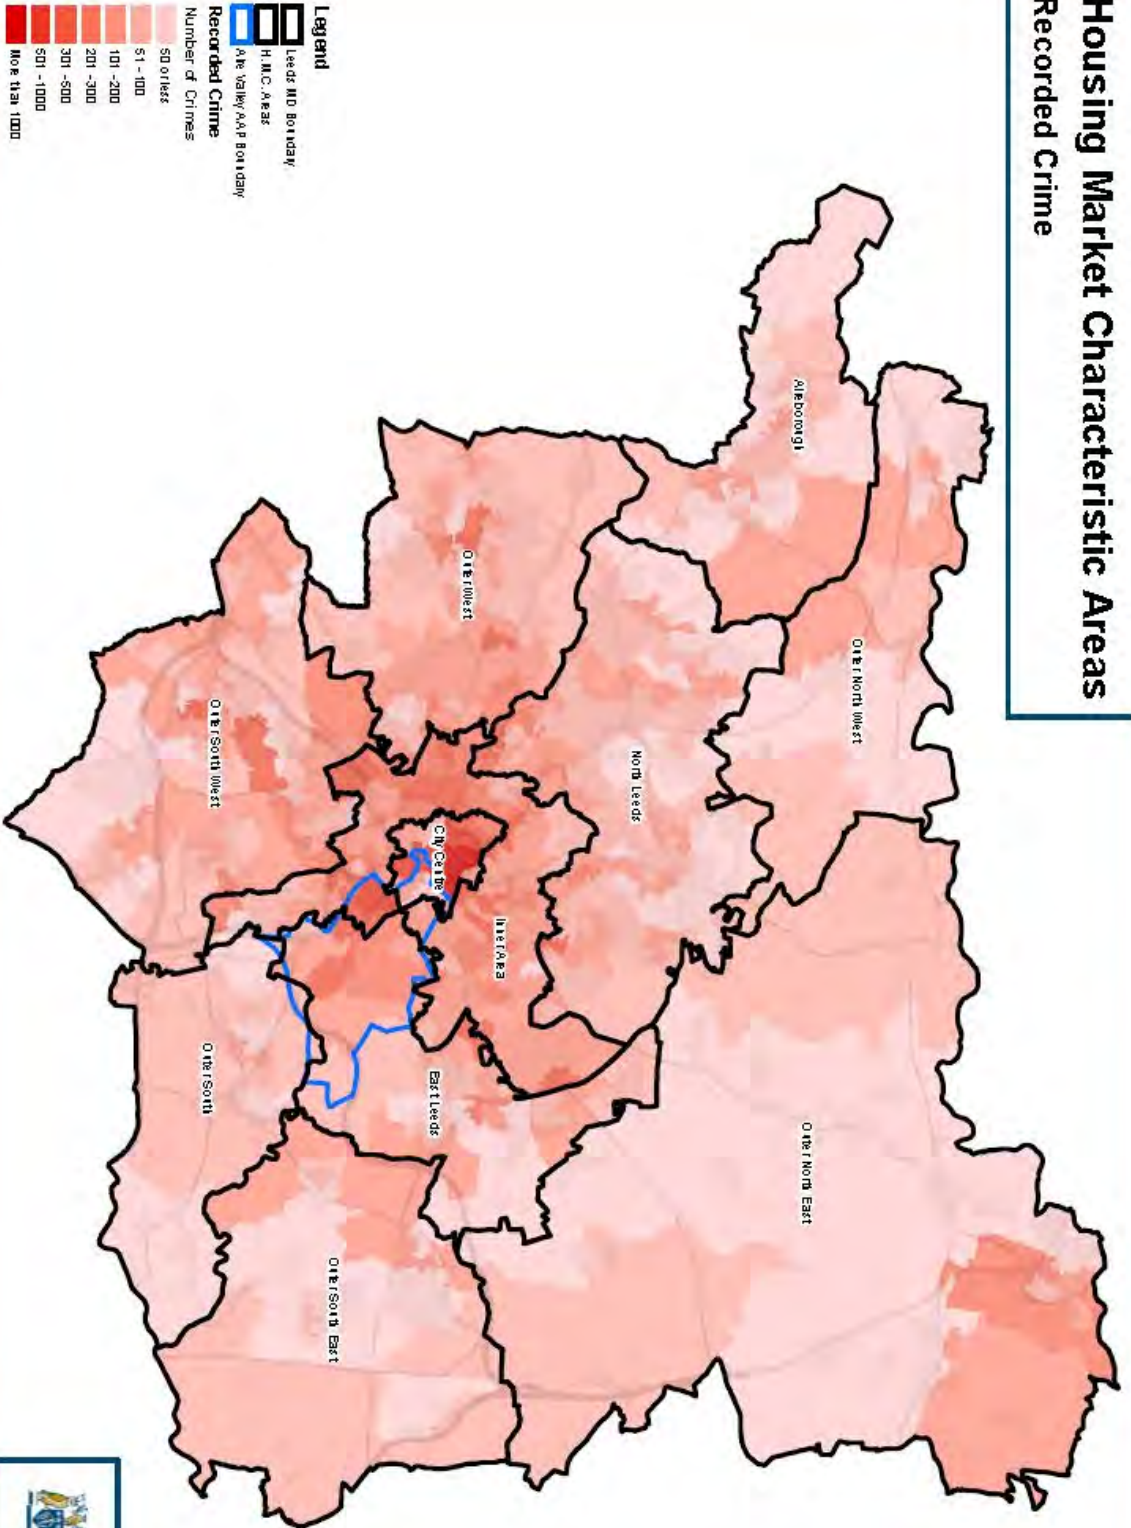 Housing Market Characteristic Areas
Recorded Crime
Legend
Leeds MD Boundary
H.M.C. Areas
Aire Valley AAP Boundary
Recorded Crime
Number of Crimes
50 or less
51 - 100
101 - 200
201 - 300
301 - 500
501 - 1000
More than 1000
Aireborough
Outer North West
Outer West
North Leeds
Outer South West
City Centre
Inner Area
Outer South
East Leeds
Outer North East
Outer South East